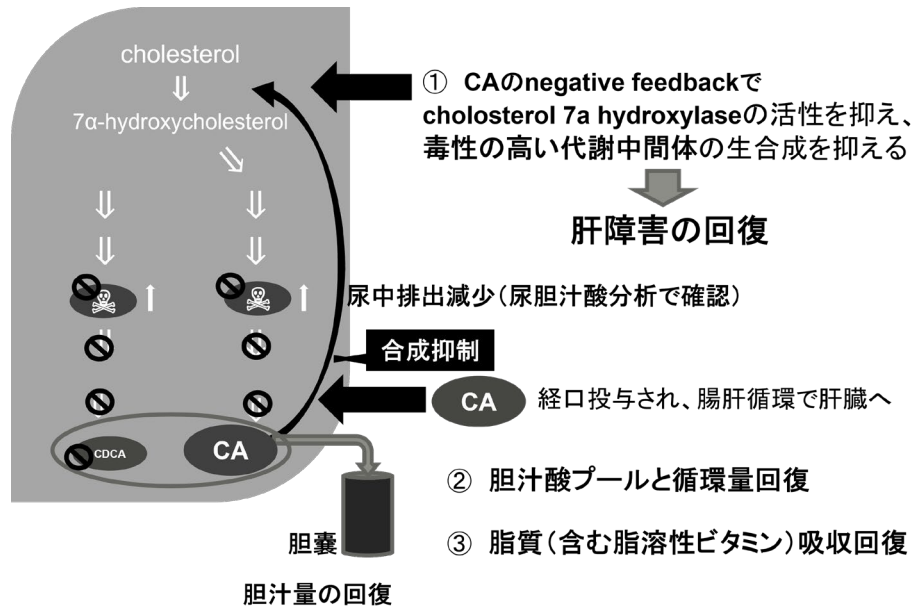 cholesterol
7α-hydroxycholesterol
① CAのnegative feedbackで
cholosterol 7a hydroxylaseの活性を抑え、
毒性の高い代謝中間体の生合成を抑える
肝障害の回復
尿中排出減少（尿胆汁酸分析で確認）
合成抑制
CA 経口投与され、腸肝循環で肝臓へ
CDCA
CA
② 胆汁酸プールと循環量回復
③ 脂質（含む脂溶性ビタミン）吸収回復
胆嚢
胆汁量の回復